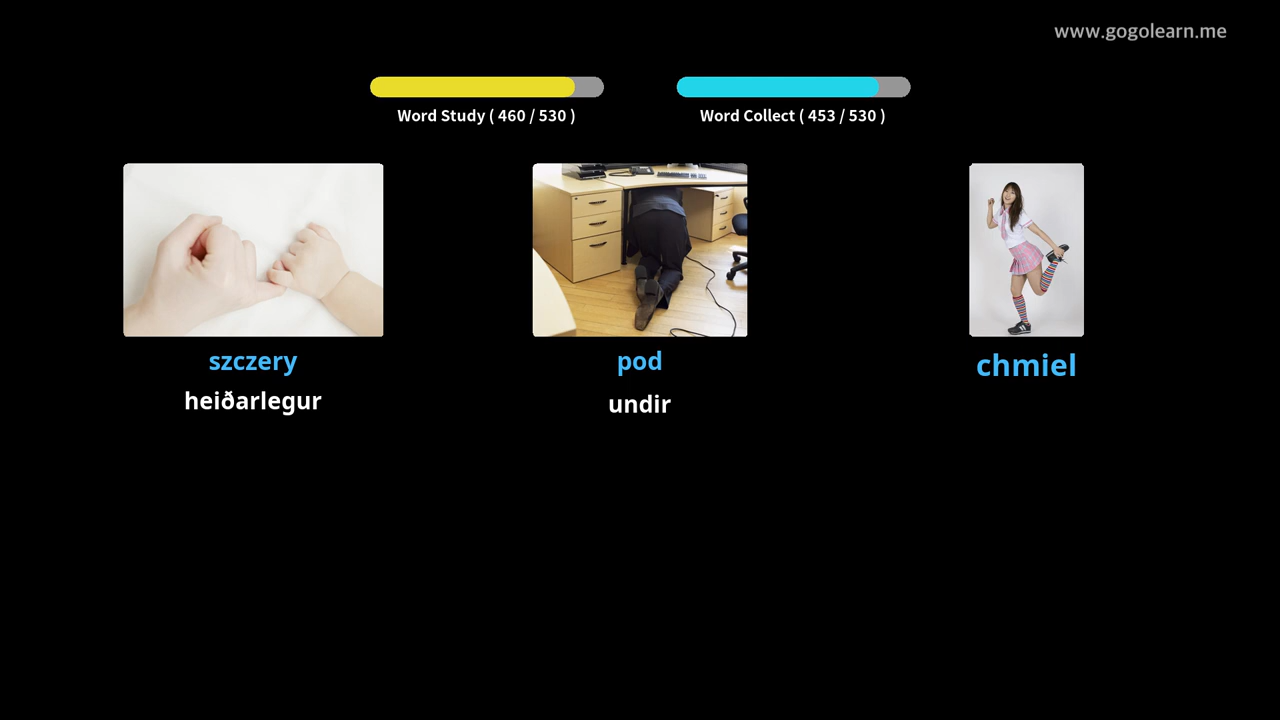 www.gogolearn.me
Word Study ( 460 / 530 )
Word Collect ( 453 / 530 )
szczery
heiðarlegur
pod
undir
chmiel